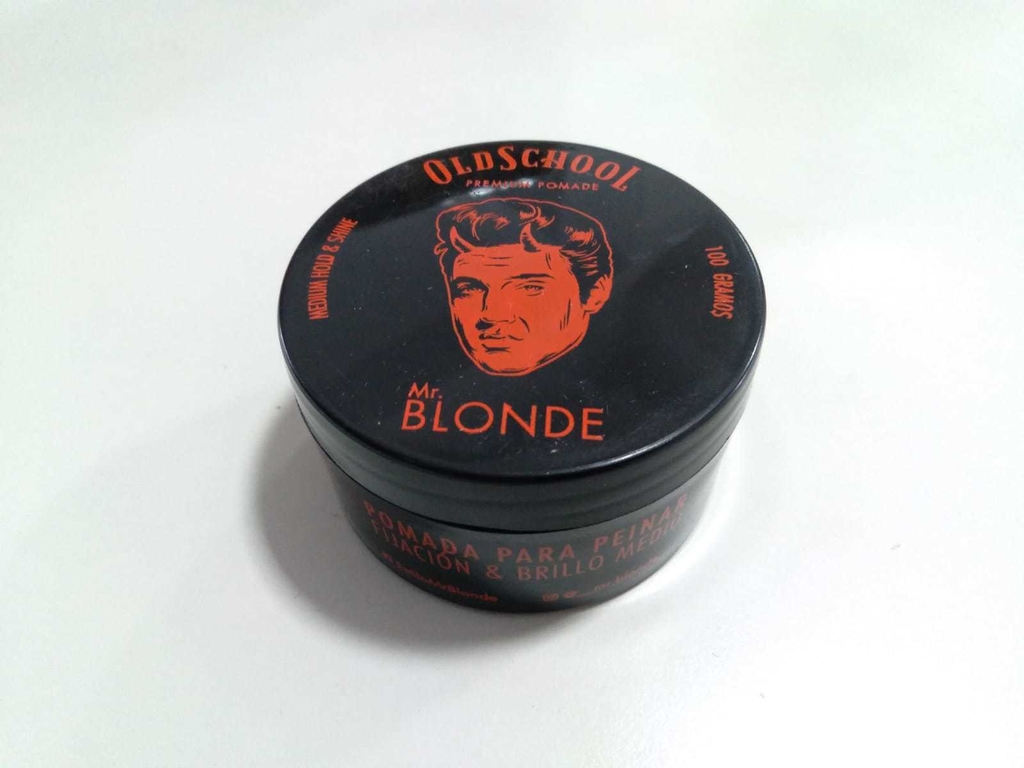 OLDSCHOOL
PREMIUM POMADE
MEDIUM HOLD & SHINE
100 GRAMOS
Mr.
BLONDE
POMADA PARA PEINAR
FIJACIÓN & BRILLO MEDIO